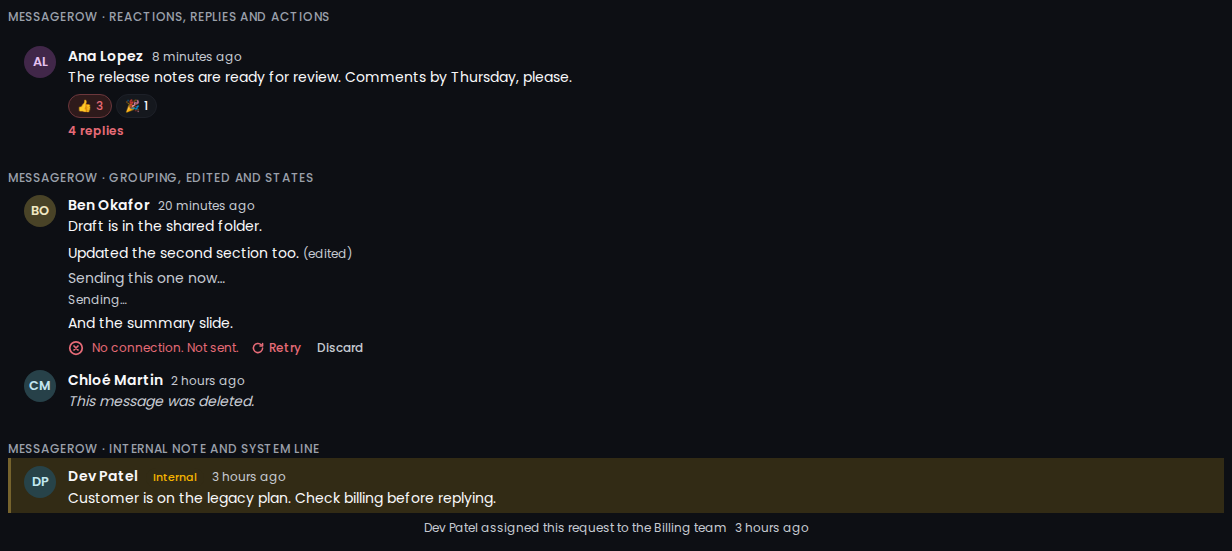 MESSAGEROW · REACTIONS, REPLIES AND ACTIONS
AL Ana Lopez 8 minutes ago
The release notes are ready for review. Comments by Thursday, please.
👍 3 🎉 1
4 replies
MESSAGEROW · GROUPING, EDITED AND STATES
BO Ben Okafor 20 minutes ago
Draft is in the shared folder.
Updated the second section too. (edited)
Sending this one now…
Sending…
And the summary slide.
No connection. Not sent. Retry Discard
CM Chloé Martin 2 hours ago
This message was deleted.
MESSAGEROW · INTERNAL NOTE AND SYSTEM LINE
DP Dev Patel Internal 3 hours ago
Customer is on the legacy plan. Check billing before replying.
Dev Patel assigned this request to the Billing team 3 hours ago